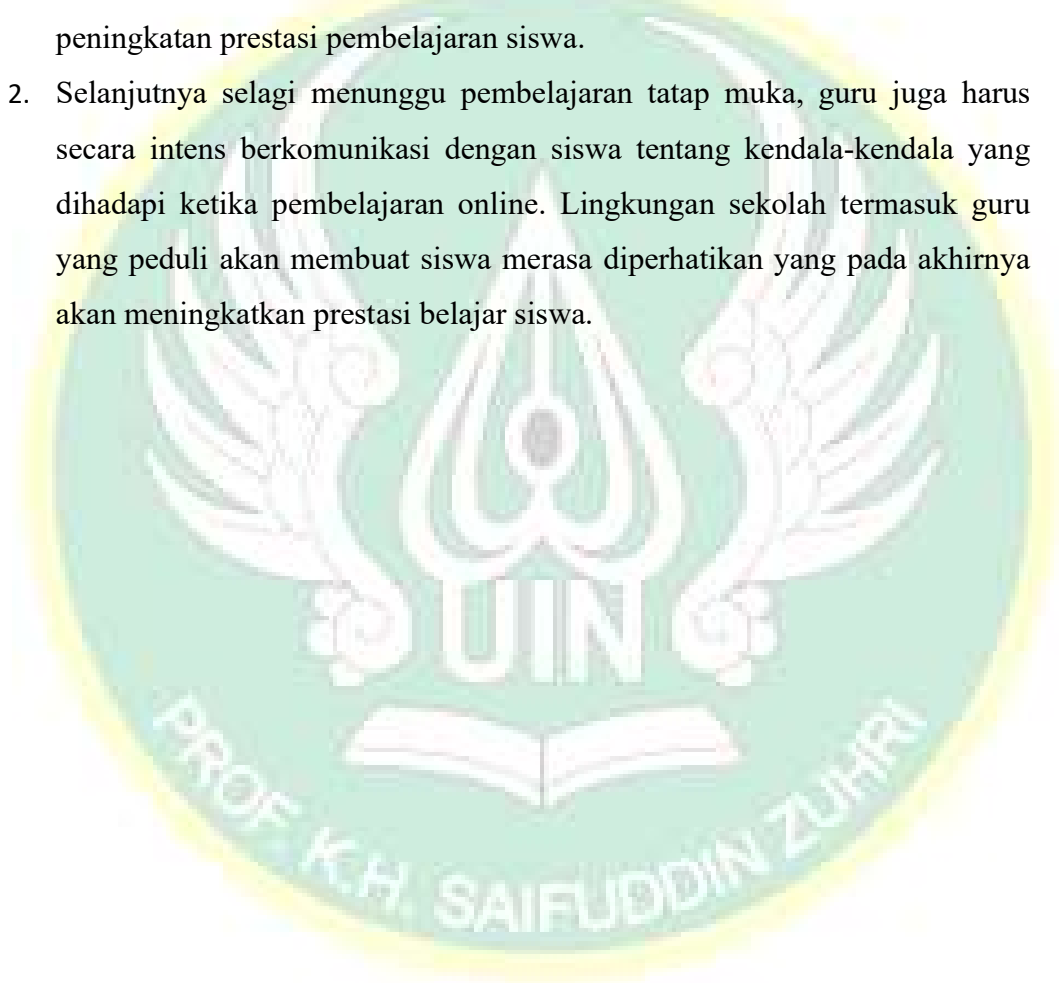 peningkatan prestasi pembelajaran siswa.
2. Selanjutnya selagi menunggu pembelajaran tatap muka, guru juga harus
secara intens berkomunikasi dengan siswa tentang kendala-kendala yang
dihadapi ketika pembelajaran online. Lingkungan sekolah termasuk guru
yang peduli akan membuat siswa merasa diperhatikan yang pada akhirnya
akan meningkatkan prestasi belajar siswa.
UIN
PROF. K.H. SAIFUDDIN ZUHRI